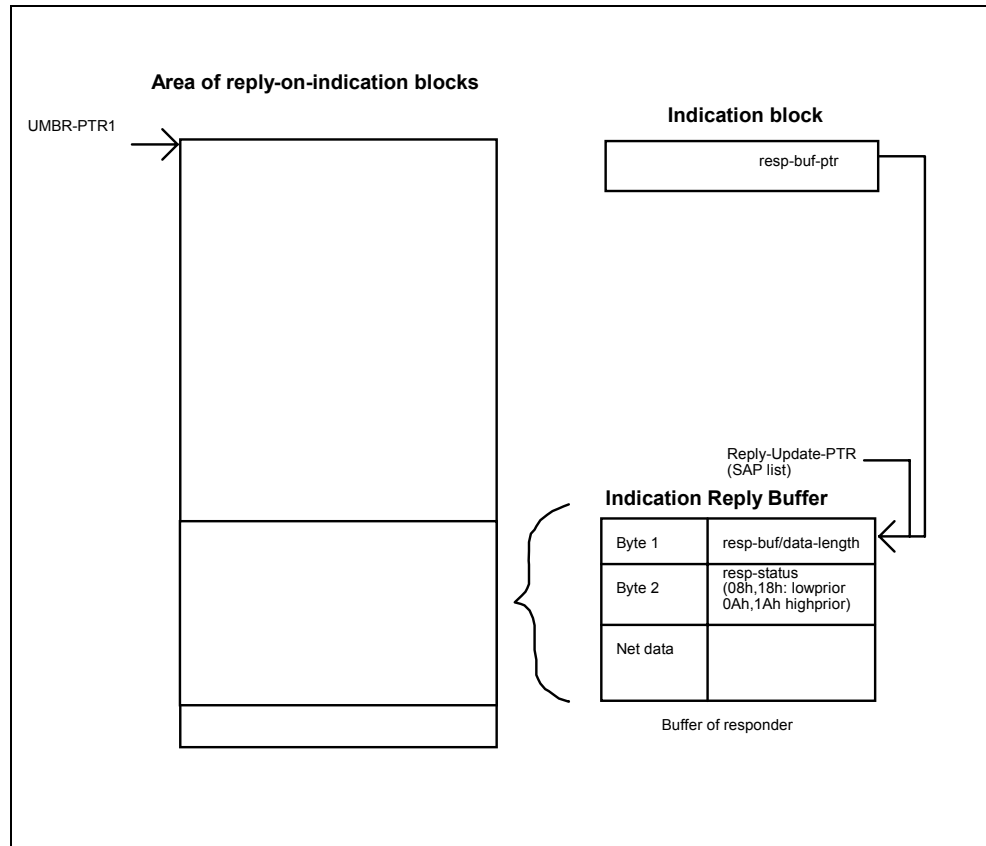 Area of reply-on-indication blocks
UMBR-PTR1
Indication block
resp-buf-ptr
Reply-Update-PTR
(SAP list)
Indication Reply Buffer
Byte 1 resp-buf/data-length
Byte 2 resp-status
(08h,18h: lowprior
0Ah,1Ah highprior)
Net data
Buffer of responder